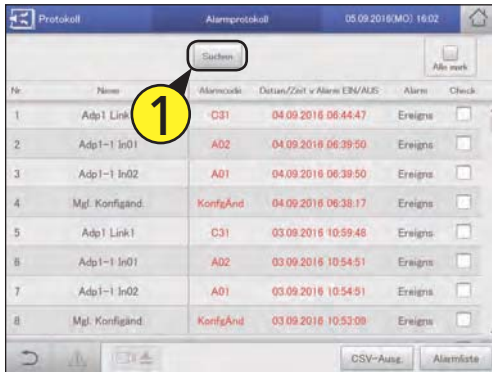 Protokoll Alarmprotokoll 05.09.2016(MO) 16:02
Suchen
Alle mark
1
Nr. Name Alarmcode Datum/Zeit v Alarm EIN/AUS Alarm Check
1 Adp1 Link C31 04.09.2016 06:44:47 Ereigns
2 Adp1-1 In01 A02 04.09.2016 06:39:50 Ereigns
3 Adp1-1 In02 A01 04.09.2016 06:39:50 Ereigns
4 Mgl. Konfigänd. KonfgÄnd 04.09.2016 06:38:17 Ereigns
5 Adp1 Link1 C31 03.09.2016 10:59:48 Ereigns
6 Adp1-1 In01 A02 03.09.2016 10:54:51 Ereigns
7 Adp1-1 In02 A01 03.09.2016 10:54:51 Ereigns
8 Mgl. Konfigänd. KonfgÄnd 03.09.2016 10:53:09 Ereigns
CSV-Ausg. Alarmliste